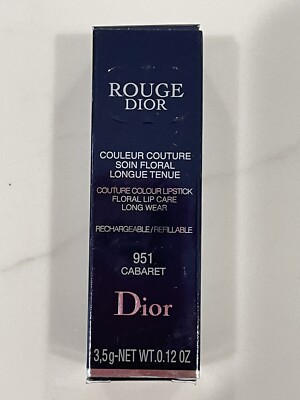 ROUGE
DIOR
COULEUR COUTURE
SOIN FLORAL
LONGUE TENUE
COUTURE COLOUR LIPSTICK
FLORAL LIP CARE
LONG WEAR
RECHARGEABLE/REFILLABLE
951
CABARET
Dior
3,5g-NET WT.0.12 OZ